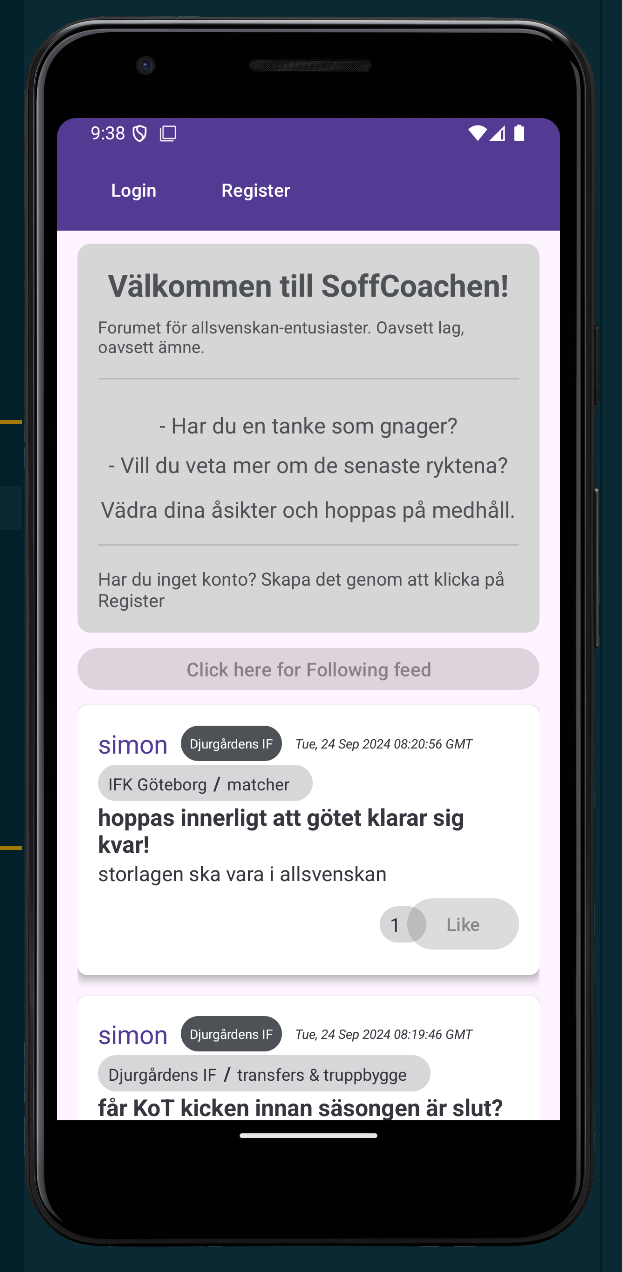 9:38
Login Register
Välkommen till SoffCoachen!
Forumet för allsvenskan-entusiaster. Oavsett lag,
oavsett ämne.
- Har du en tanke som gnager?
- Vill du veta mer om de senaste ryktena?
Vädra dina åsikter och hoppas på medhåll.
Har du inget konto? Skapa det genom att klicka på
Register
Click here for Following feed
simon Djurgårdens IF Tue, 24 Sep 2024 08:20:56 GMT
IFK Göteborg / matcher
hoppas innerligt att götet klarar sig
kvar!
storlagen ska vara i allsvenskan
1 Like
simon Djurgårdens IF Tue, 24 Sep 2024 08:19:46 GMT
Djurgårdens IF / transfers & truppbygge
får KoT kicken innan säsongen är slut?